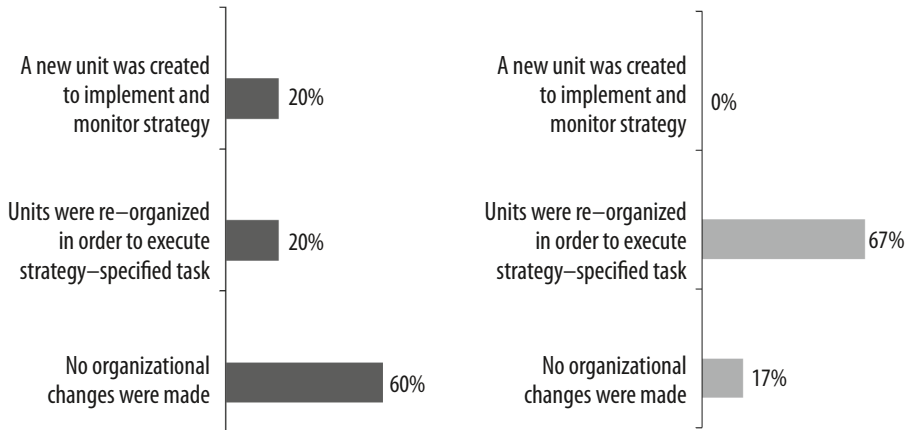 A new unit was created
to implement and
monitor strategy
20%
Units were re–organized
in order to execute
strategy–specified task
20%
No organizational
changes were made
60%
A new unit was created
to implement and
monitor strategy
0%
Units were re–organized
in order to execute
strategy–specified task
67%
No organizational
changes were made
17%